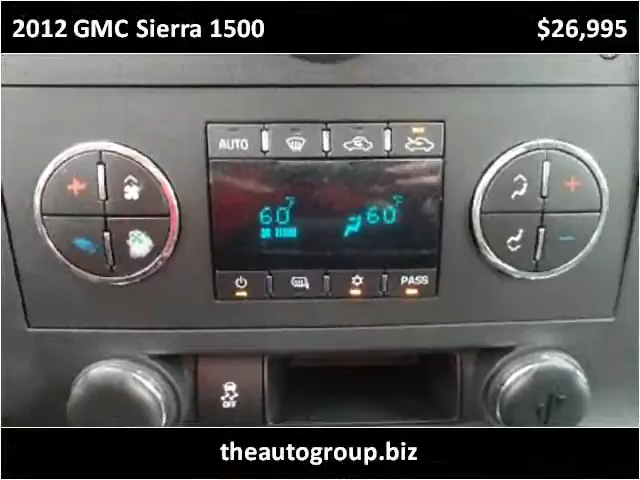 2012 GMC Sierra 1500 $26,995
AUTO
60°F 60°F
PASS
OFF
theautogroup.biz